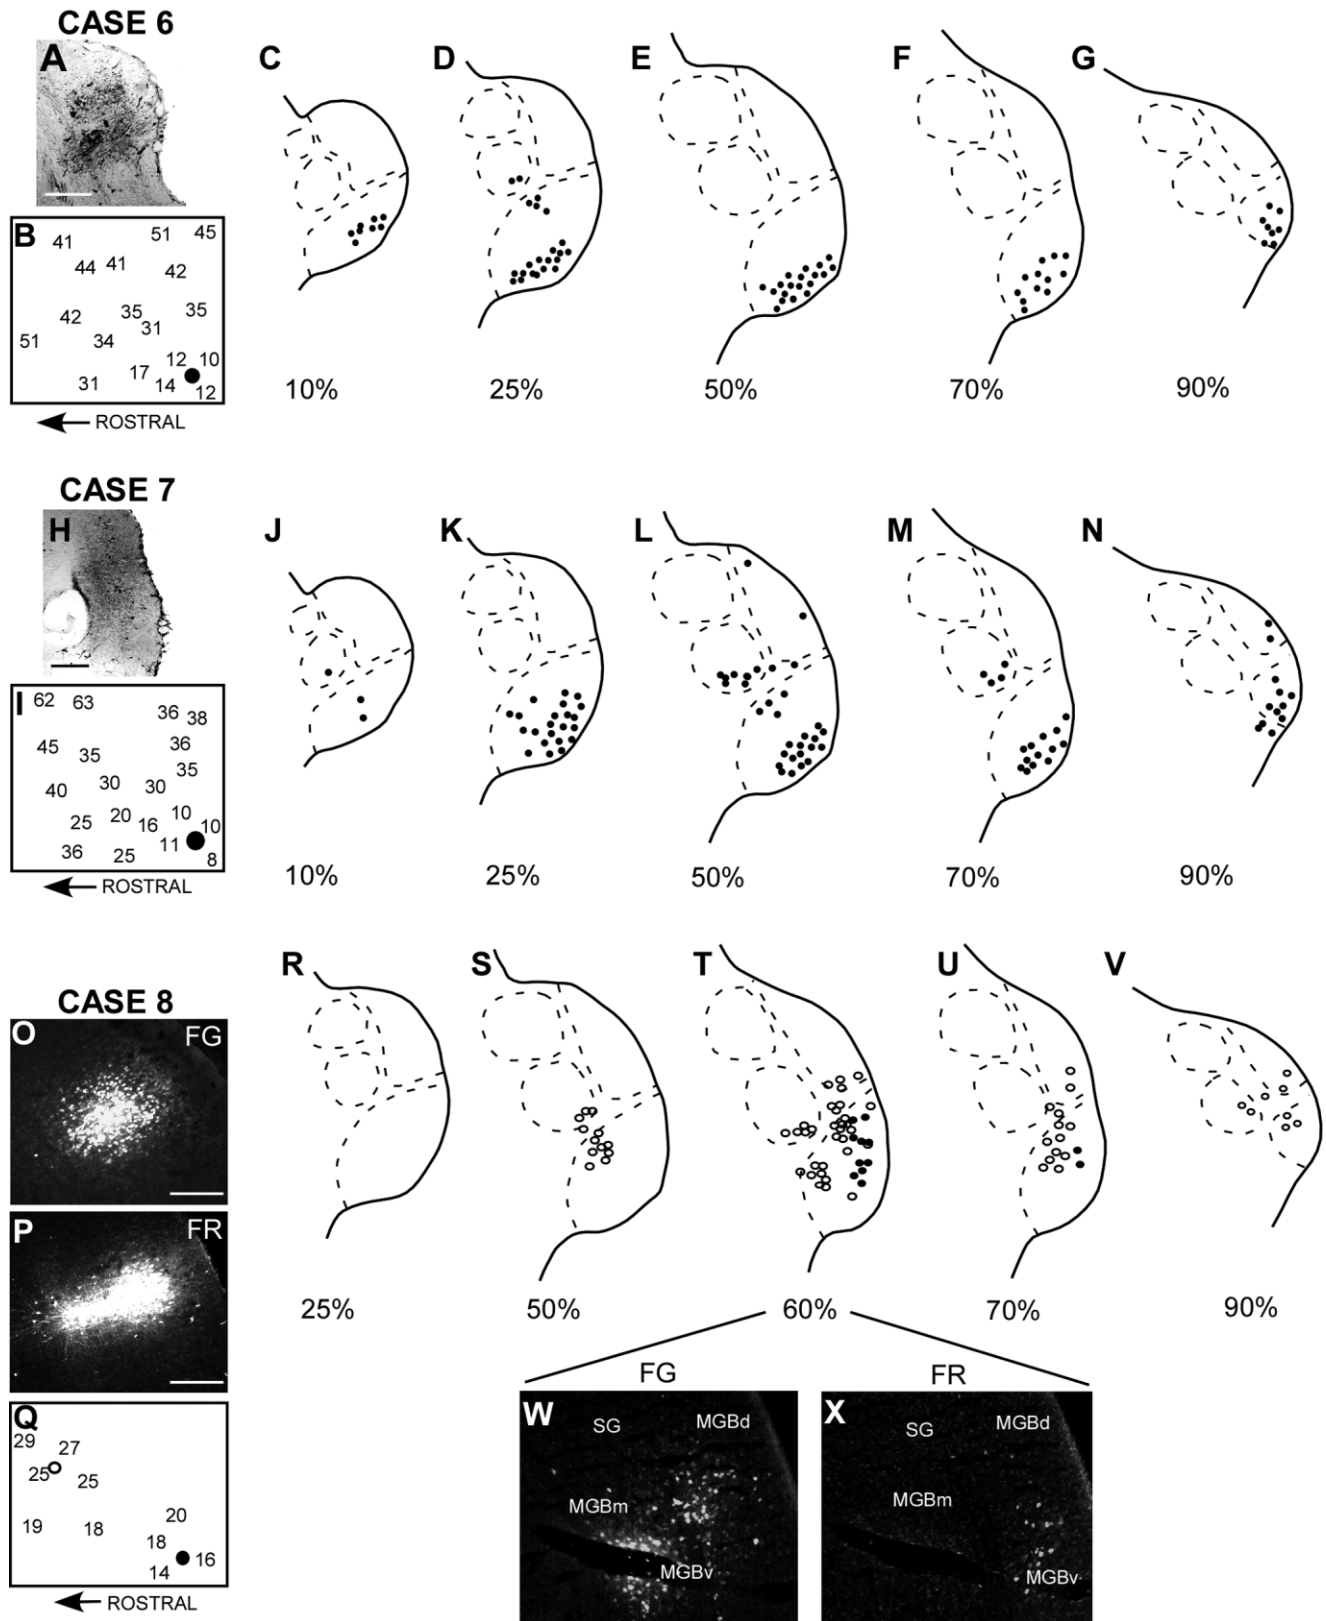 CASE 6
A
C
D
E
F
G
B
41
51
45
44
41
42
42
35
35
51
34
31
12
10
31
17
14
12
ROSTRAL
10%
25%
50%
70%
90%
CASE 7
H
J
K
L
M
N
I
62
63
36
38
45
35
36
35
40
30
30
25
20
16
10
10
36
25
11
8
ROSTRAL
10%
25%
50%
70%
90%
CASE 8
R
S
T
U
V
O
FG
P
FR
25%
50%
60%
70%
90%
Q
29
27
25
25
19
18
20
18
14
16
ROSTRAL
FG
FR
W
SG
MGBd
MGBm
MGBv
X
SG
MGBd
MGBm
MGBv